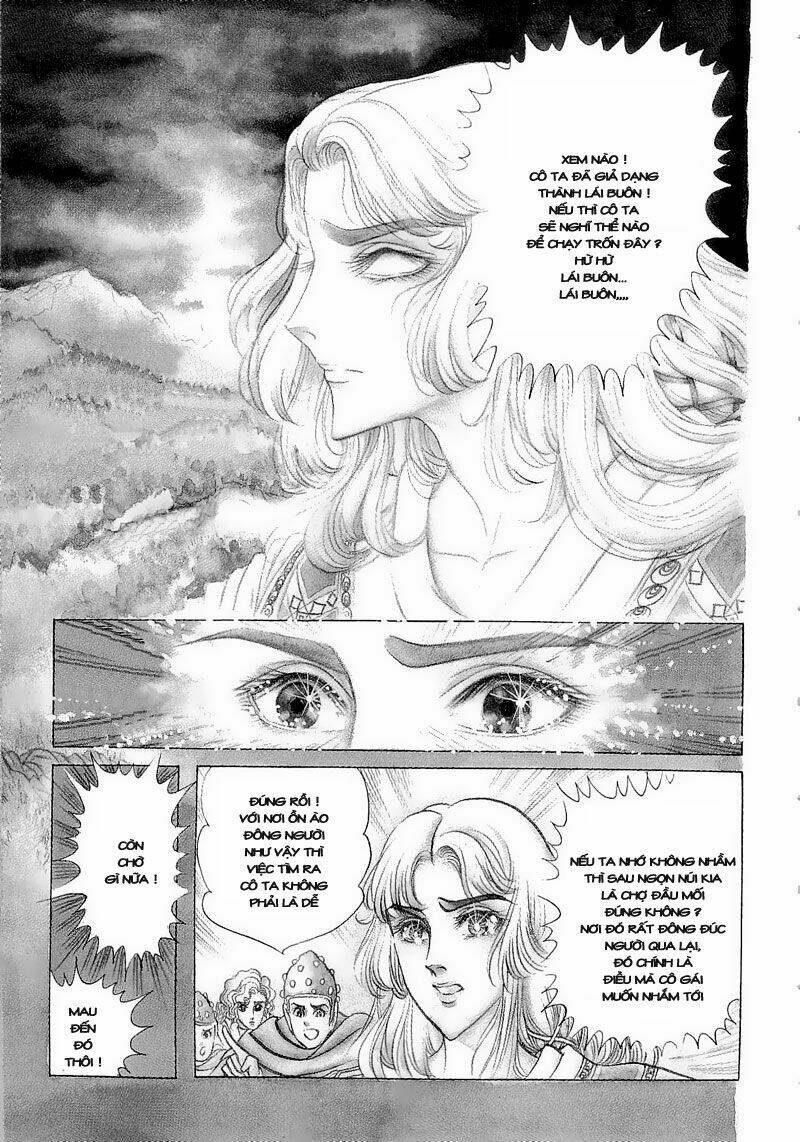 XEM NÀO !
CÔ TA ĐÃ GIẢ DẠNG
THÀNH LÁI BUÔN !
NẾU THÌ CÔ TA
SẼ NGHĨ THẾ NÀO
ĐỂ CHẠY TRỐN ĐÂY ?
HỪ HỪ
LÁI BUÔN...
LÁI BUÔN,,,,
NẾU TA NHỚ KHÔNG NHẦM
THÌ SAU NGỌN NÚI KIA
LÀ CHỢ ĐẦU MỐI
ĐÚNG KHÔNG ?
NƠI ĐÓ RẤT ĐÔNG ĐÚC
NGƯỜI QUA LẠI,
ĐÓ CHÍNH LÀ
ĐIỀU MÀ CÔ GÁI
MUỐN NHẮM TỚI
ĐÚNG RỒI !
VỚI NƠI ỒN ÀO
ĐÔNG NGƯỜI
NHƯ VẬY THÌ
VIỆC TÌM RA
CÔ TA KHÔNG
PHẢI LÀ DỄ
CÒN
CHỜ
GÌ NỮA !
MAU
ĐẾN
ĐÓ
THÔI !